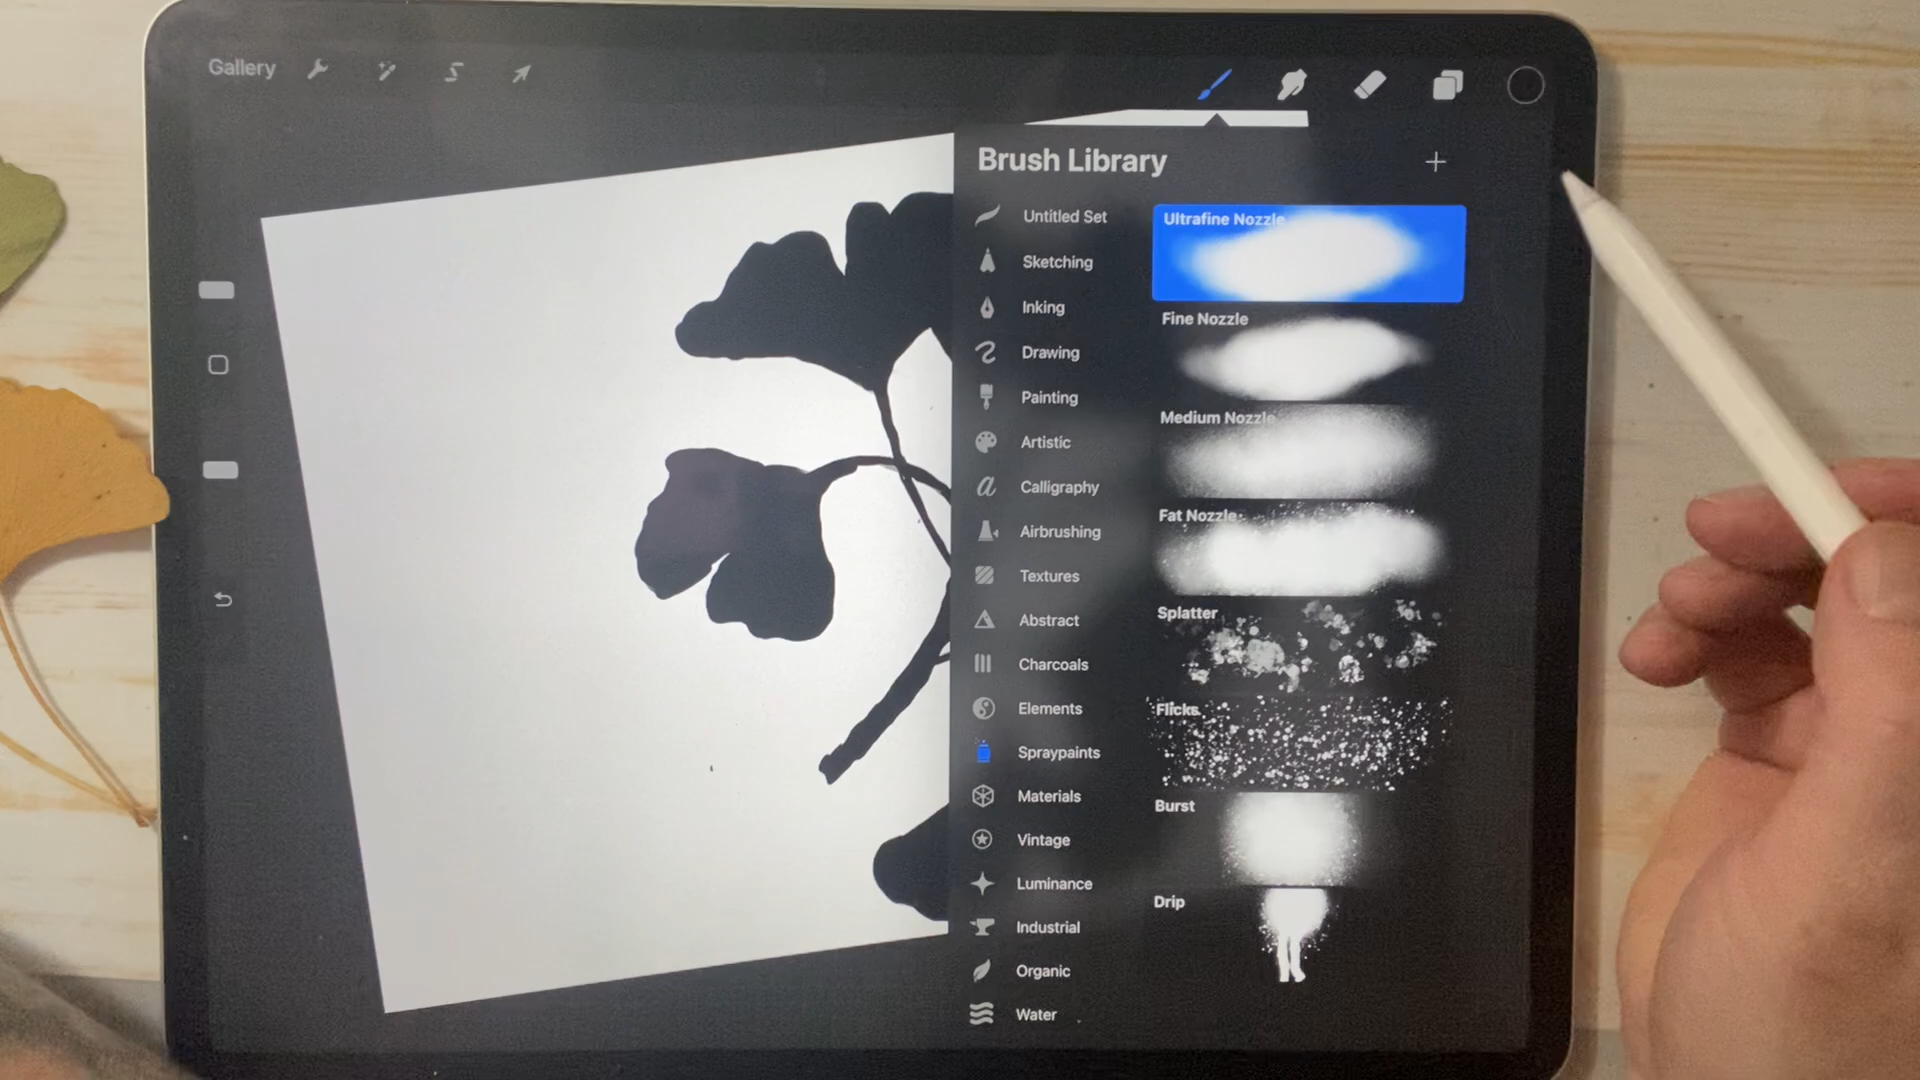 Gallery
Brush Library
Untitled Set
Sketching
Inking
Drawing
Painting
Artistic
Calligraphy
Airbrushing
Textures
Abstract
Charcoals
Elements
Spraypaints
Materials
Vintage
Luminance
Industrial
Organic
Water
Ultrafine Nozzle
Fine Nozzle
Medium Nozzle
Fat Nozzle
Splatter
Flicks
Burst
Drip